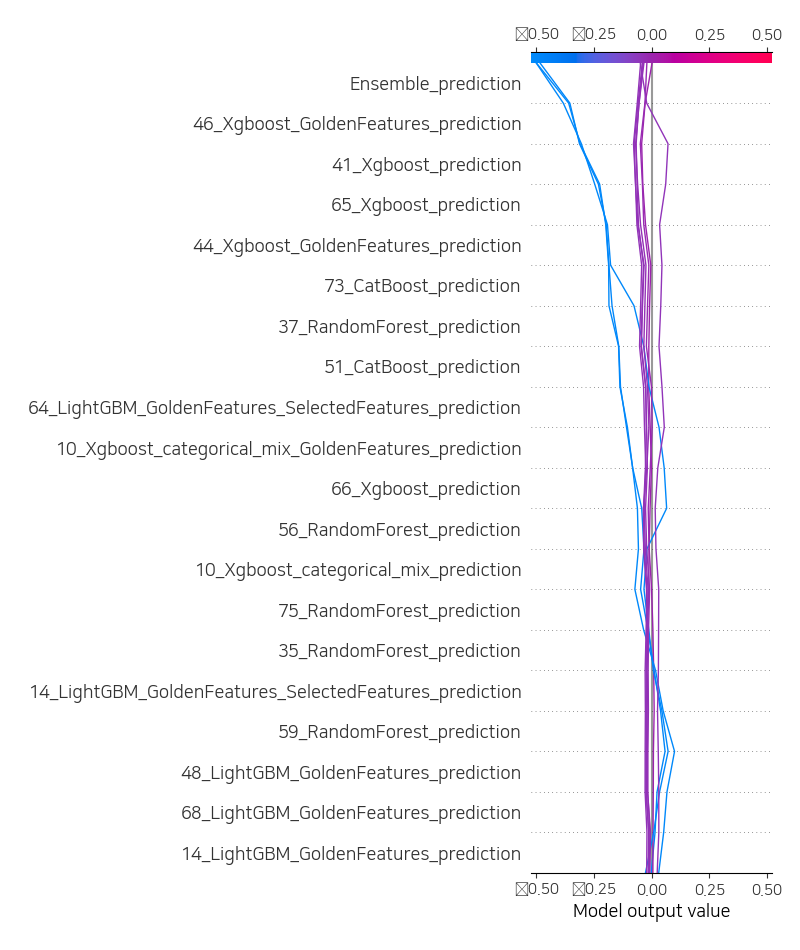 ☒0.50 ☒0.25 0.00 0.25 0.50
Ensemble_prediction
46_Xgboost_GoldenFeatures_prediction
41_Xgboost_prediction
65_Xgboost_prediction
44_Xgboost_GoldenFeatures_prediction
73_CatBoost_prediction
37_RandomForest_prediction
51_CatBoost_prediction
64_LightGBM_GoldenFeatures_SelectedFeatures_prediction
10_Xgboost_categorical_mix_GoldenFeatures_prediction
66_Xgboost_prediction
56_RandomForest_prediction
10_Xgboost_categorical_mix_prediction
75_RandomForest_prediction
35_RandomForest_prediction
14_LightGBM_GoldenFeatures_SelectedFeatures_prediction
59_RandomForest_prediction
48_LightGBM_GoldenFeatures_prediction
68_LightGBM_GoldenFeatures_prediction
14_LightGBM_GoldenFeatures_prediction
☒0.50 ☒0.25 0.00 0.25 0.50
Model output value